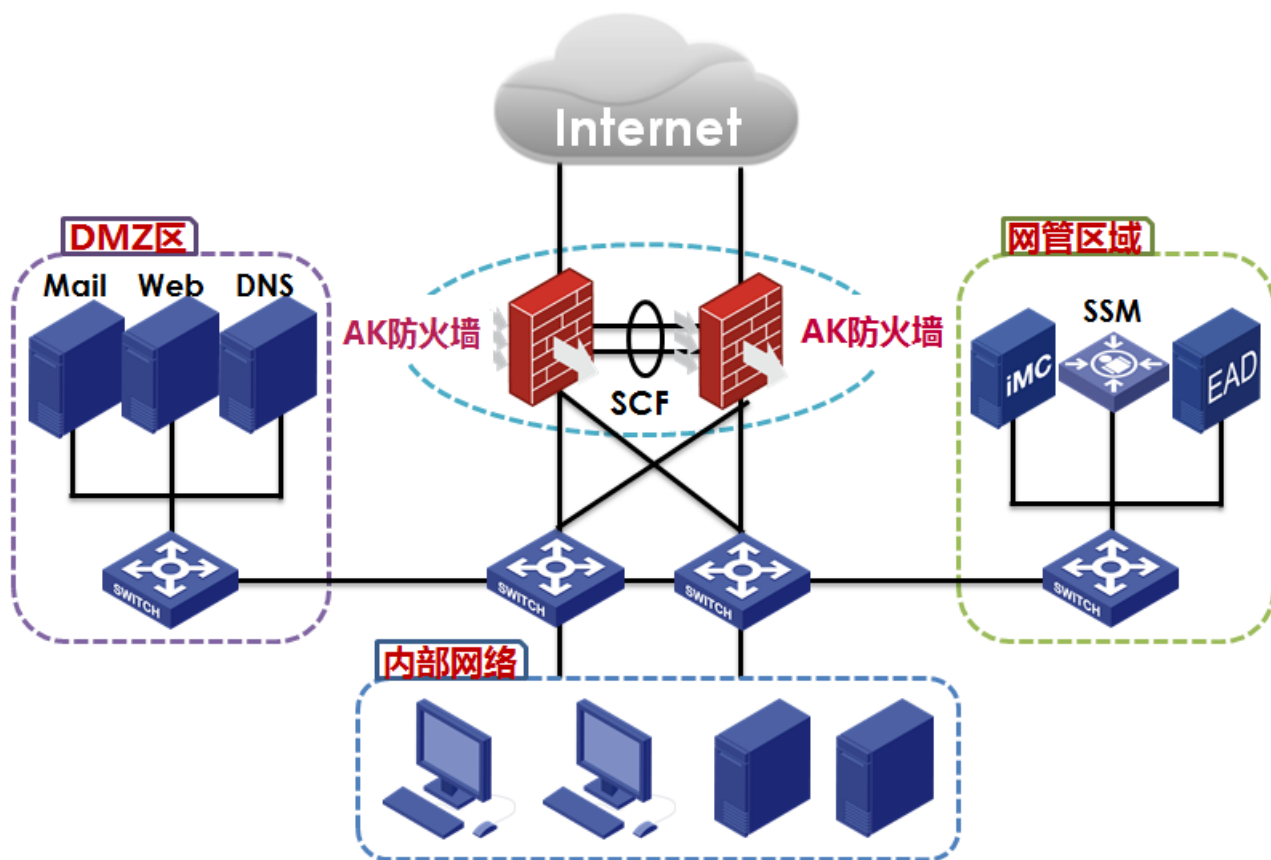 Internet
DMZ区
网管区域
Mail Web DNS
SSM
AK防火墙
AK防火墙
iMC
EAD
SCF
SWITCH
SWITCH
SWITCH
SWITCH
内部网络